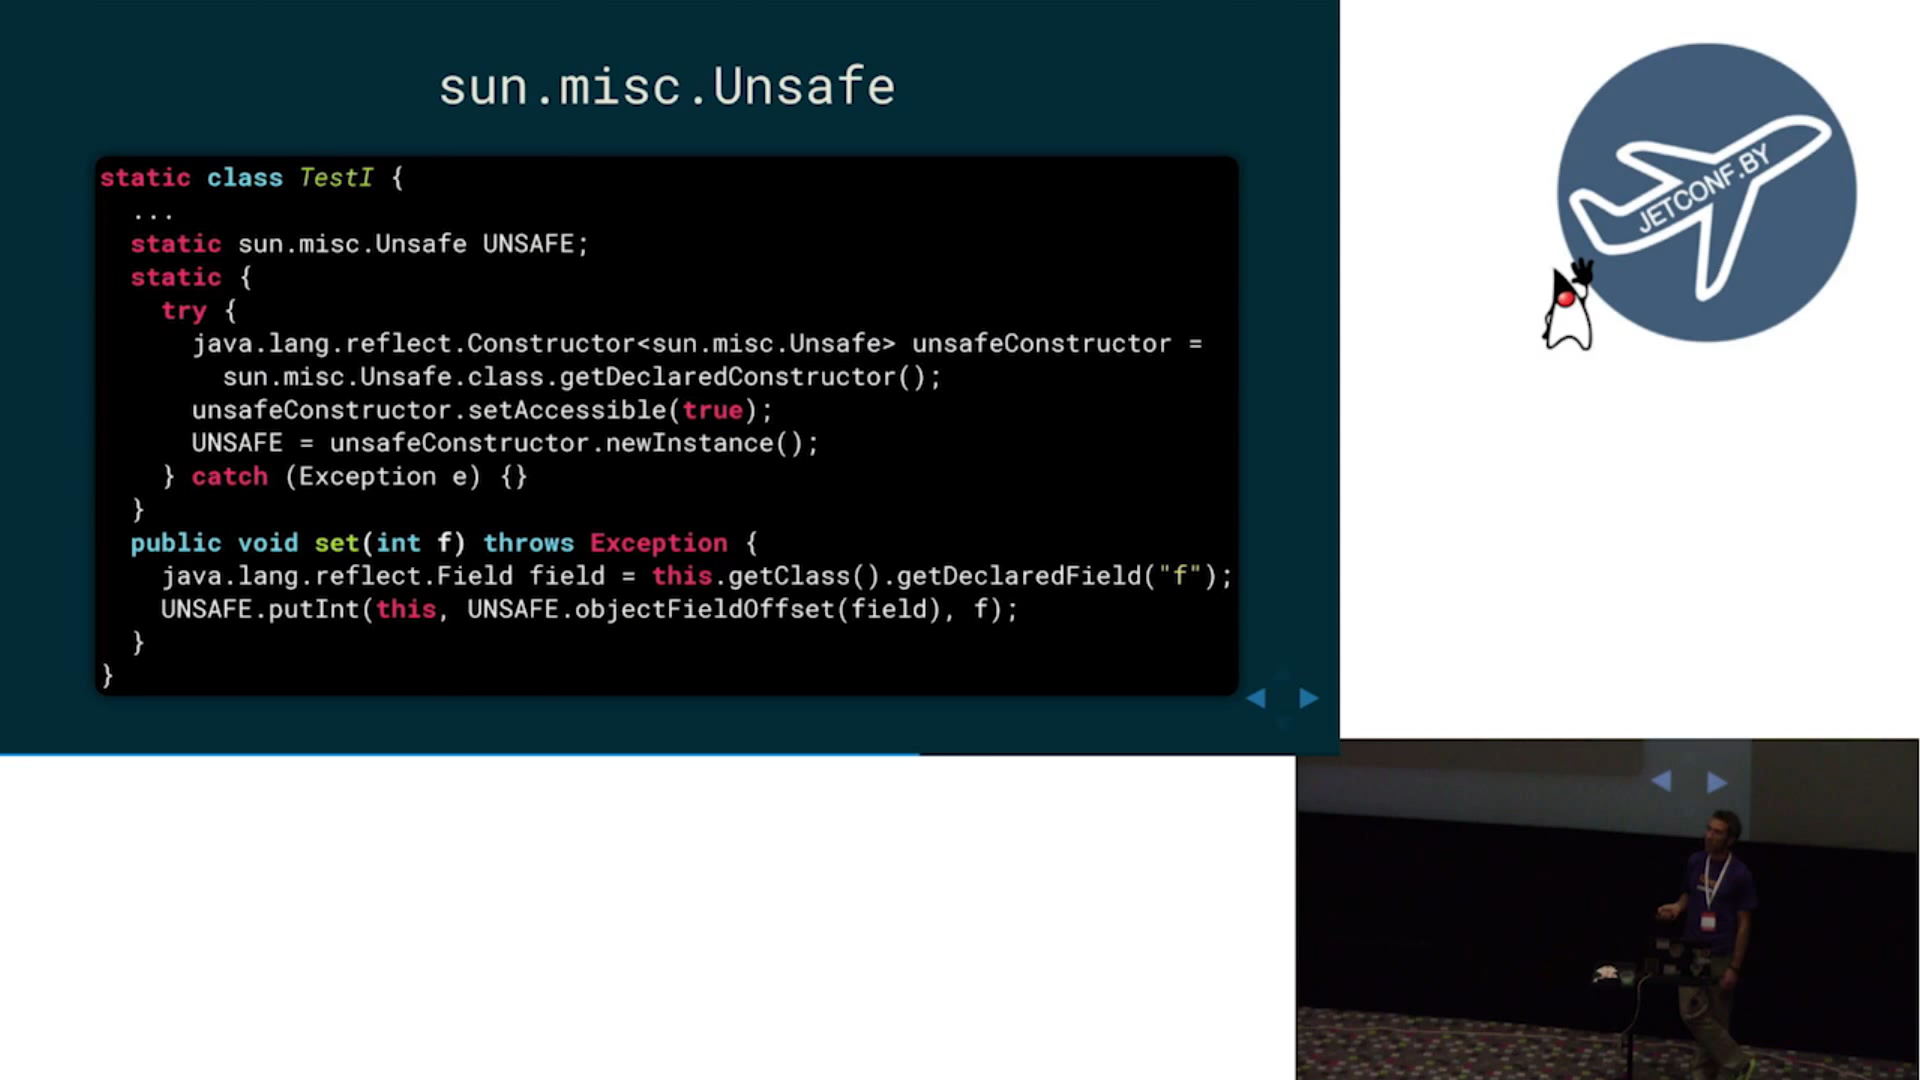 sun.misc.Unsafe
static class TestI {
...
static sun.misc.Unsafe UNSAFE;
static {
try {
java.lang.reflect.Constructor<sun.misc.Unsafe> unsafeConstructor =
sun.misc.Unsafe.class.getDeclaredConstructor();
unsafeConstructor.setAccessible(true);
UNSAFE = unsafeConstructor.newInstance();
} catch (Exception e) {}
}
public void set(int f) throws Exception {
java.lang.reflect.Field field = this.getClass().getDeclaredField("f");
UNSAFE.putInt(this, UNSAFE.objectFieldOffset(field), f);
}
}
JETCONF.BY